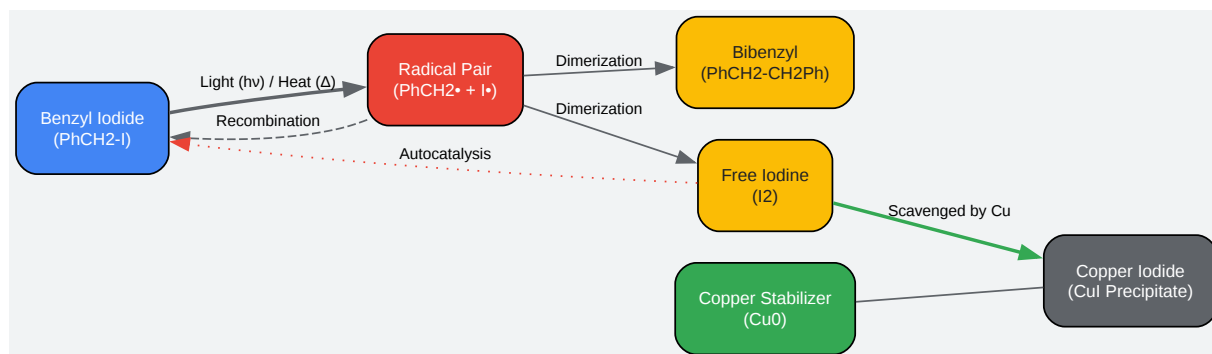 Benzyl Iodide
(PhCH2-I)
Light (hν) / Heat (Δ)
Recombination
Radical Pair
(PhCH2• + I•)
Dimerization
Dimerization
Autocatalysis
Bibenzyl
(PhCH2-CH2Ph)
Free Iodine
(I2)
Scavenged by Cu
Copper Stabilizer
(Cu0)
Copper Iodide
(CuI Precipitate)